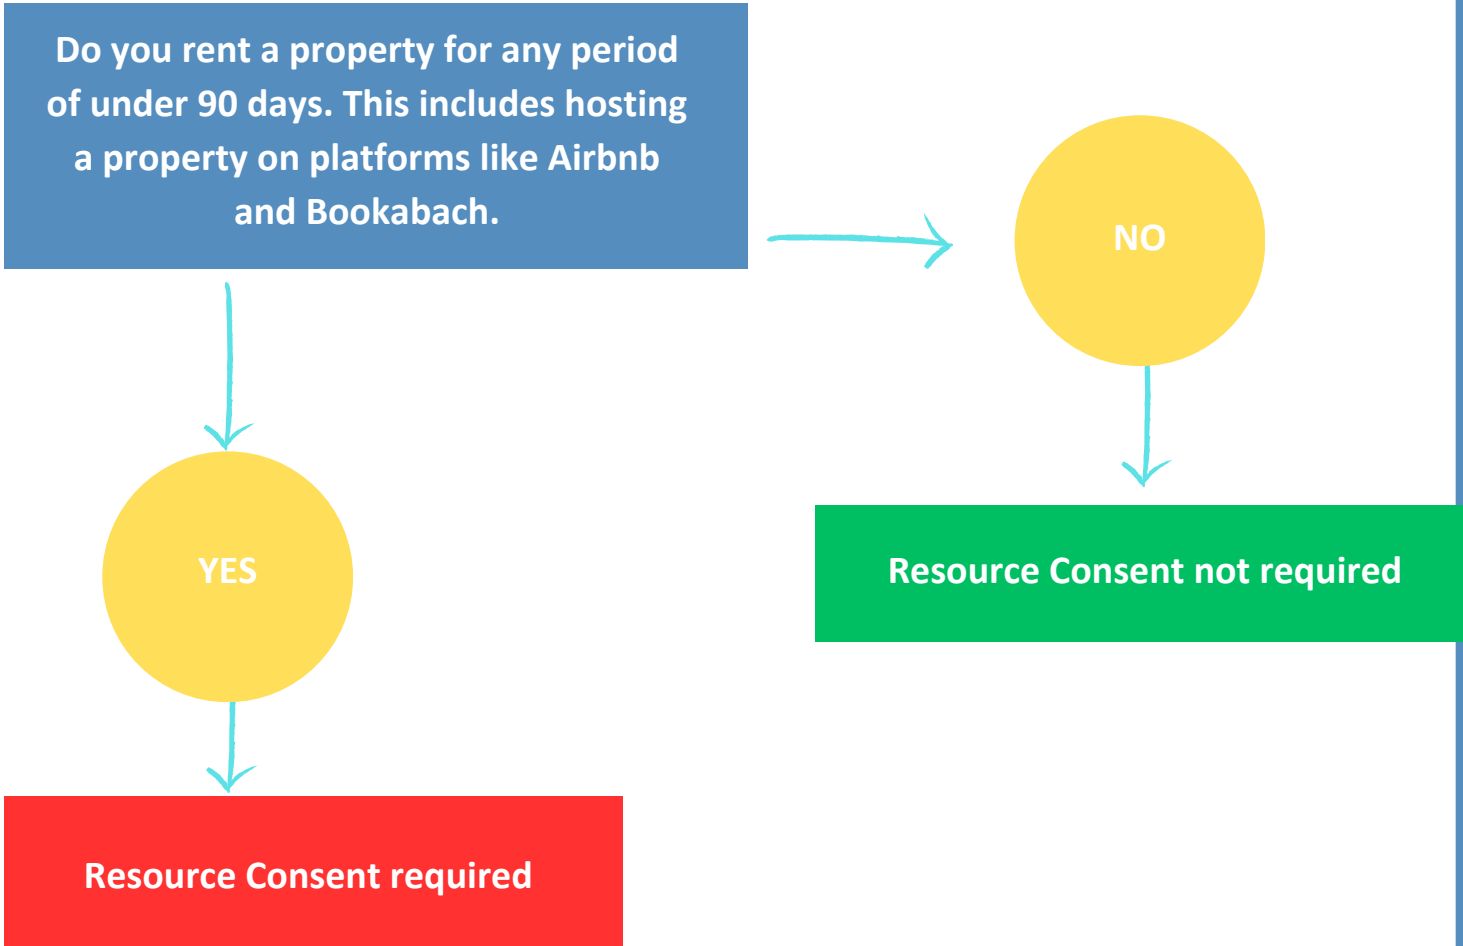 Do you rent a property for any period
of under 90 days. This includes hosting
a property on platforms like Airbnb
and Bookabach.
NO
YES
Resource Consent not required
Resource Consent required